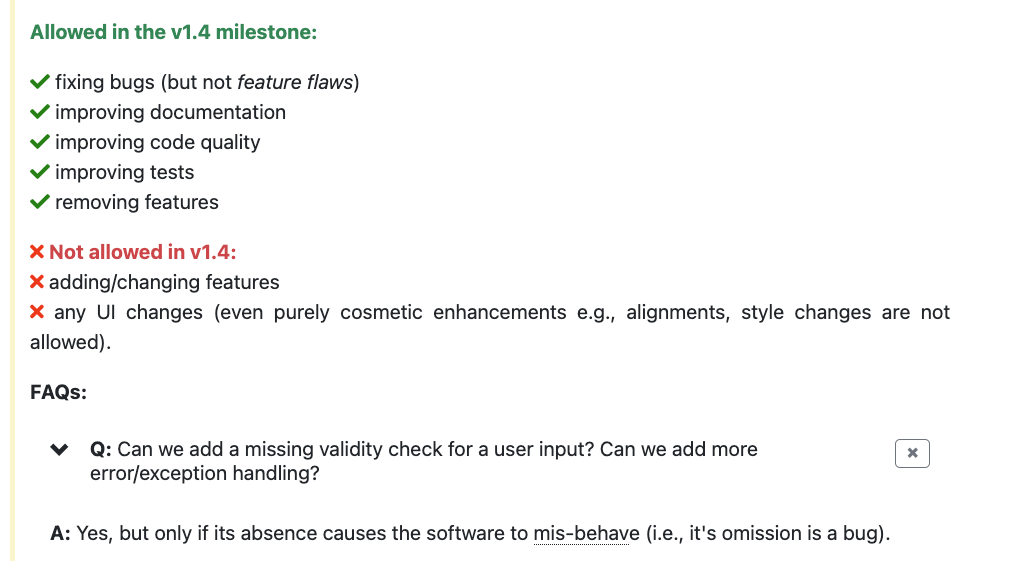 Allowed in the v1.4 milestone:
✔ fixing bugs (but not feature flaws)
✔ improving documentation
✔ improving code quality
✔ improving tests
✔ removing features
✖ Not allowed in v1.4:
✖ adding/changing features
✖ any UI changes (even purely cosmetic enhancements e.g., alignments, style changes are not
allowed).
FAQs:
Q: Can we add a missing validity check for a user input? Can we add more
error/exception handling?
A: Yes, but only if its absence causes the software to mis-behave (i.e., it's omission is a bug).